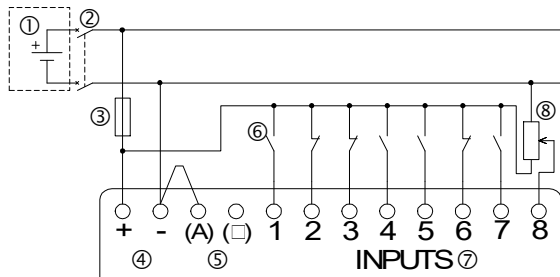 ① ②
+
③ ⑥ ⑧
+ - (A) (□) 1 2 3 4 5 6 7 8
④ ⑤ INPUTS ⑦